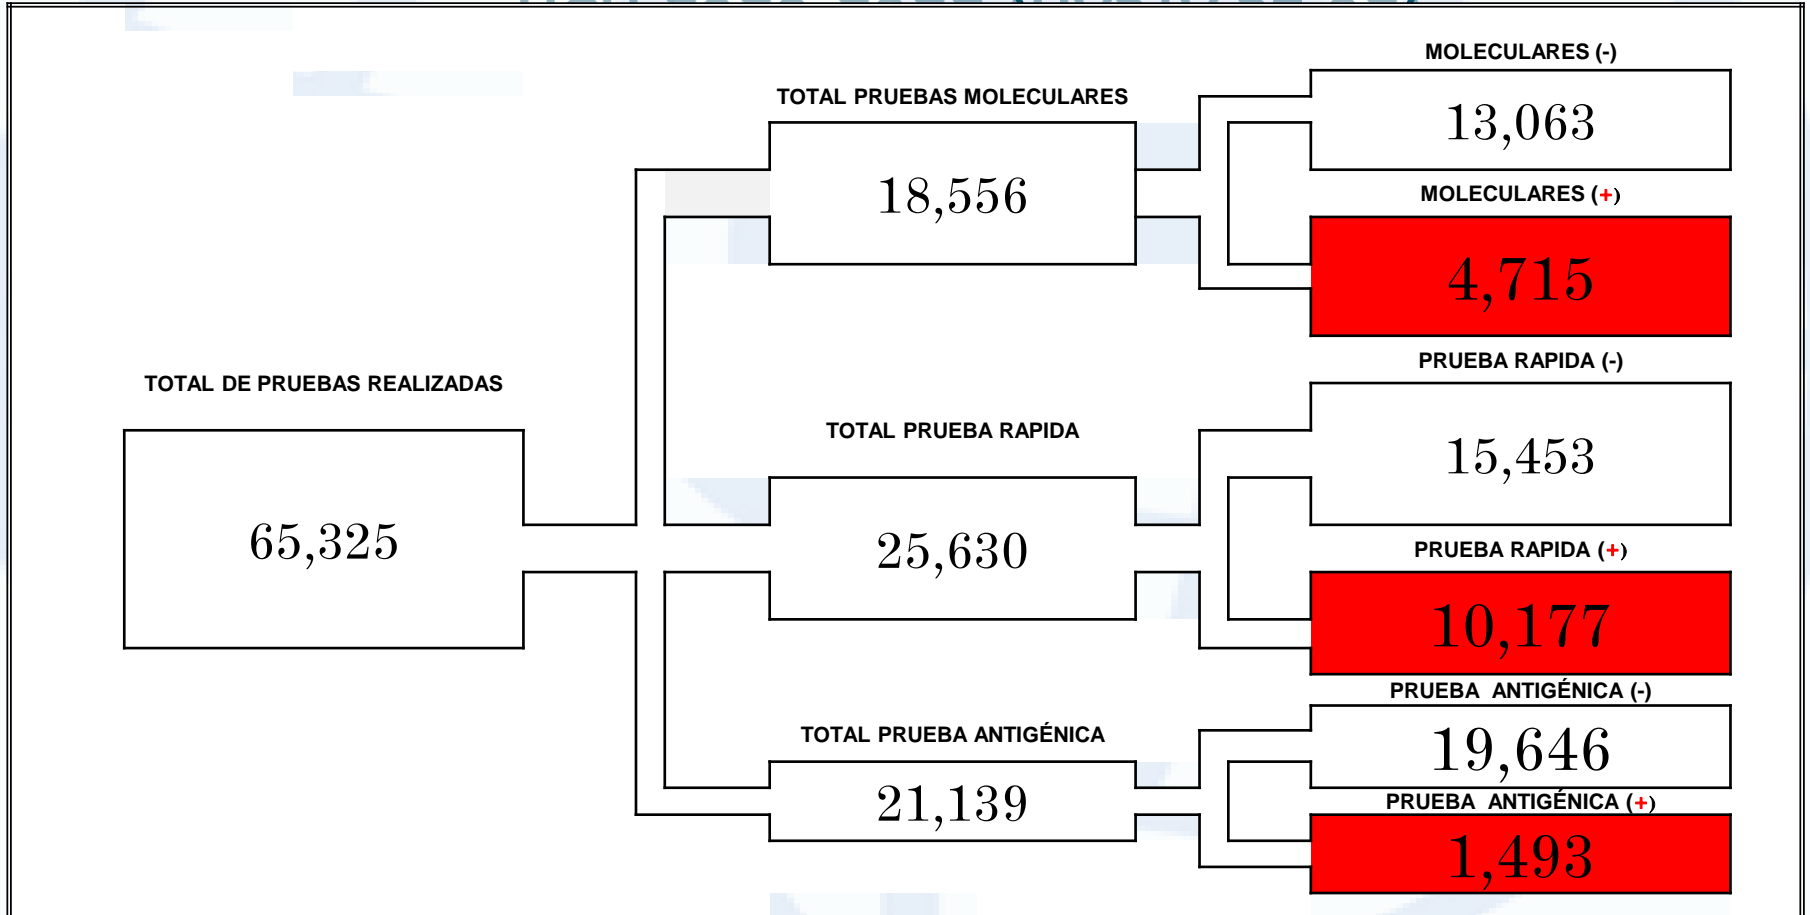 TOTAL DE PRUEBAS REALIZADAS
65,325
TOTAL PRUEBAS MOLECULARES
18,556
MOLECULARES (-)
13,063
MOLECULARES (+)
4,715
TOTAL PRUEBA RAPIDA
25,630
PRUEBA RAPIDA (-)
15,453
PRUEBA RAPIDA (+)
10,177
TOTAL PRUEBA ANTIGÉNICA
21,139
PRUEBA ANTIGÉNICA (-)
19,646
PRUEBA ANTIGÉNICA (+)
1,493